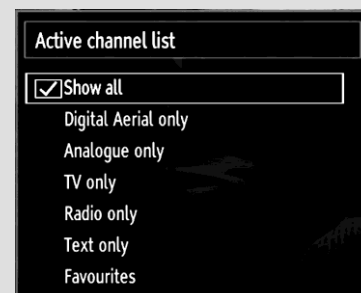 Active channel list
Show all
Digital Aerial only
Analogue only
TV only
Radio only
Text only
Favourites